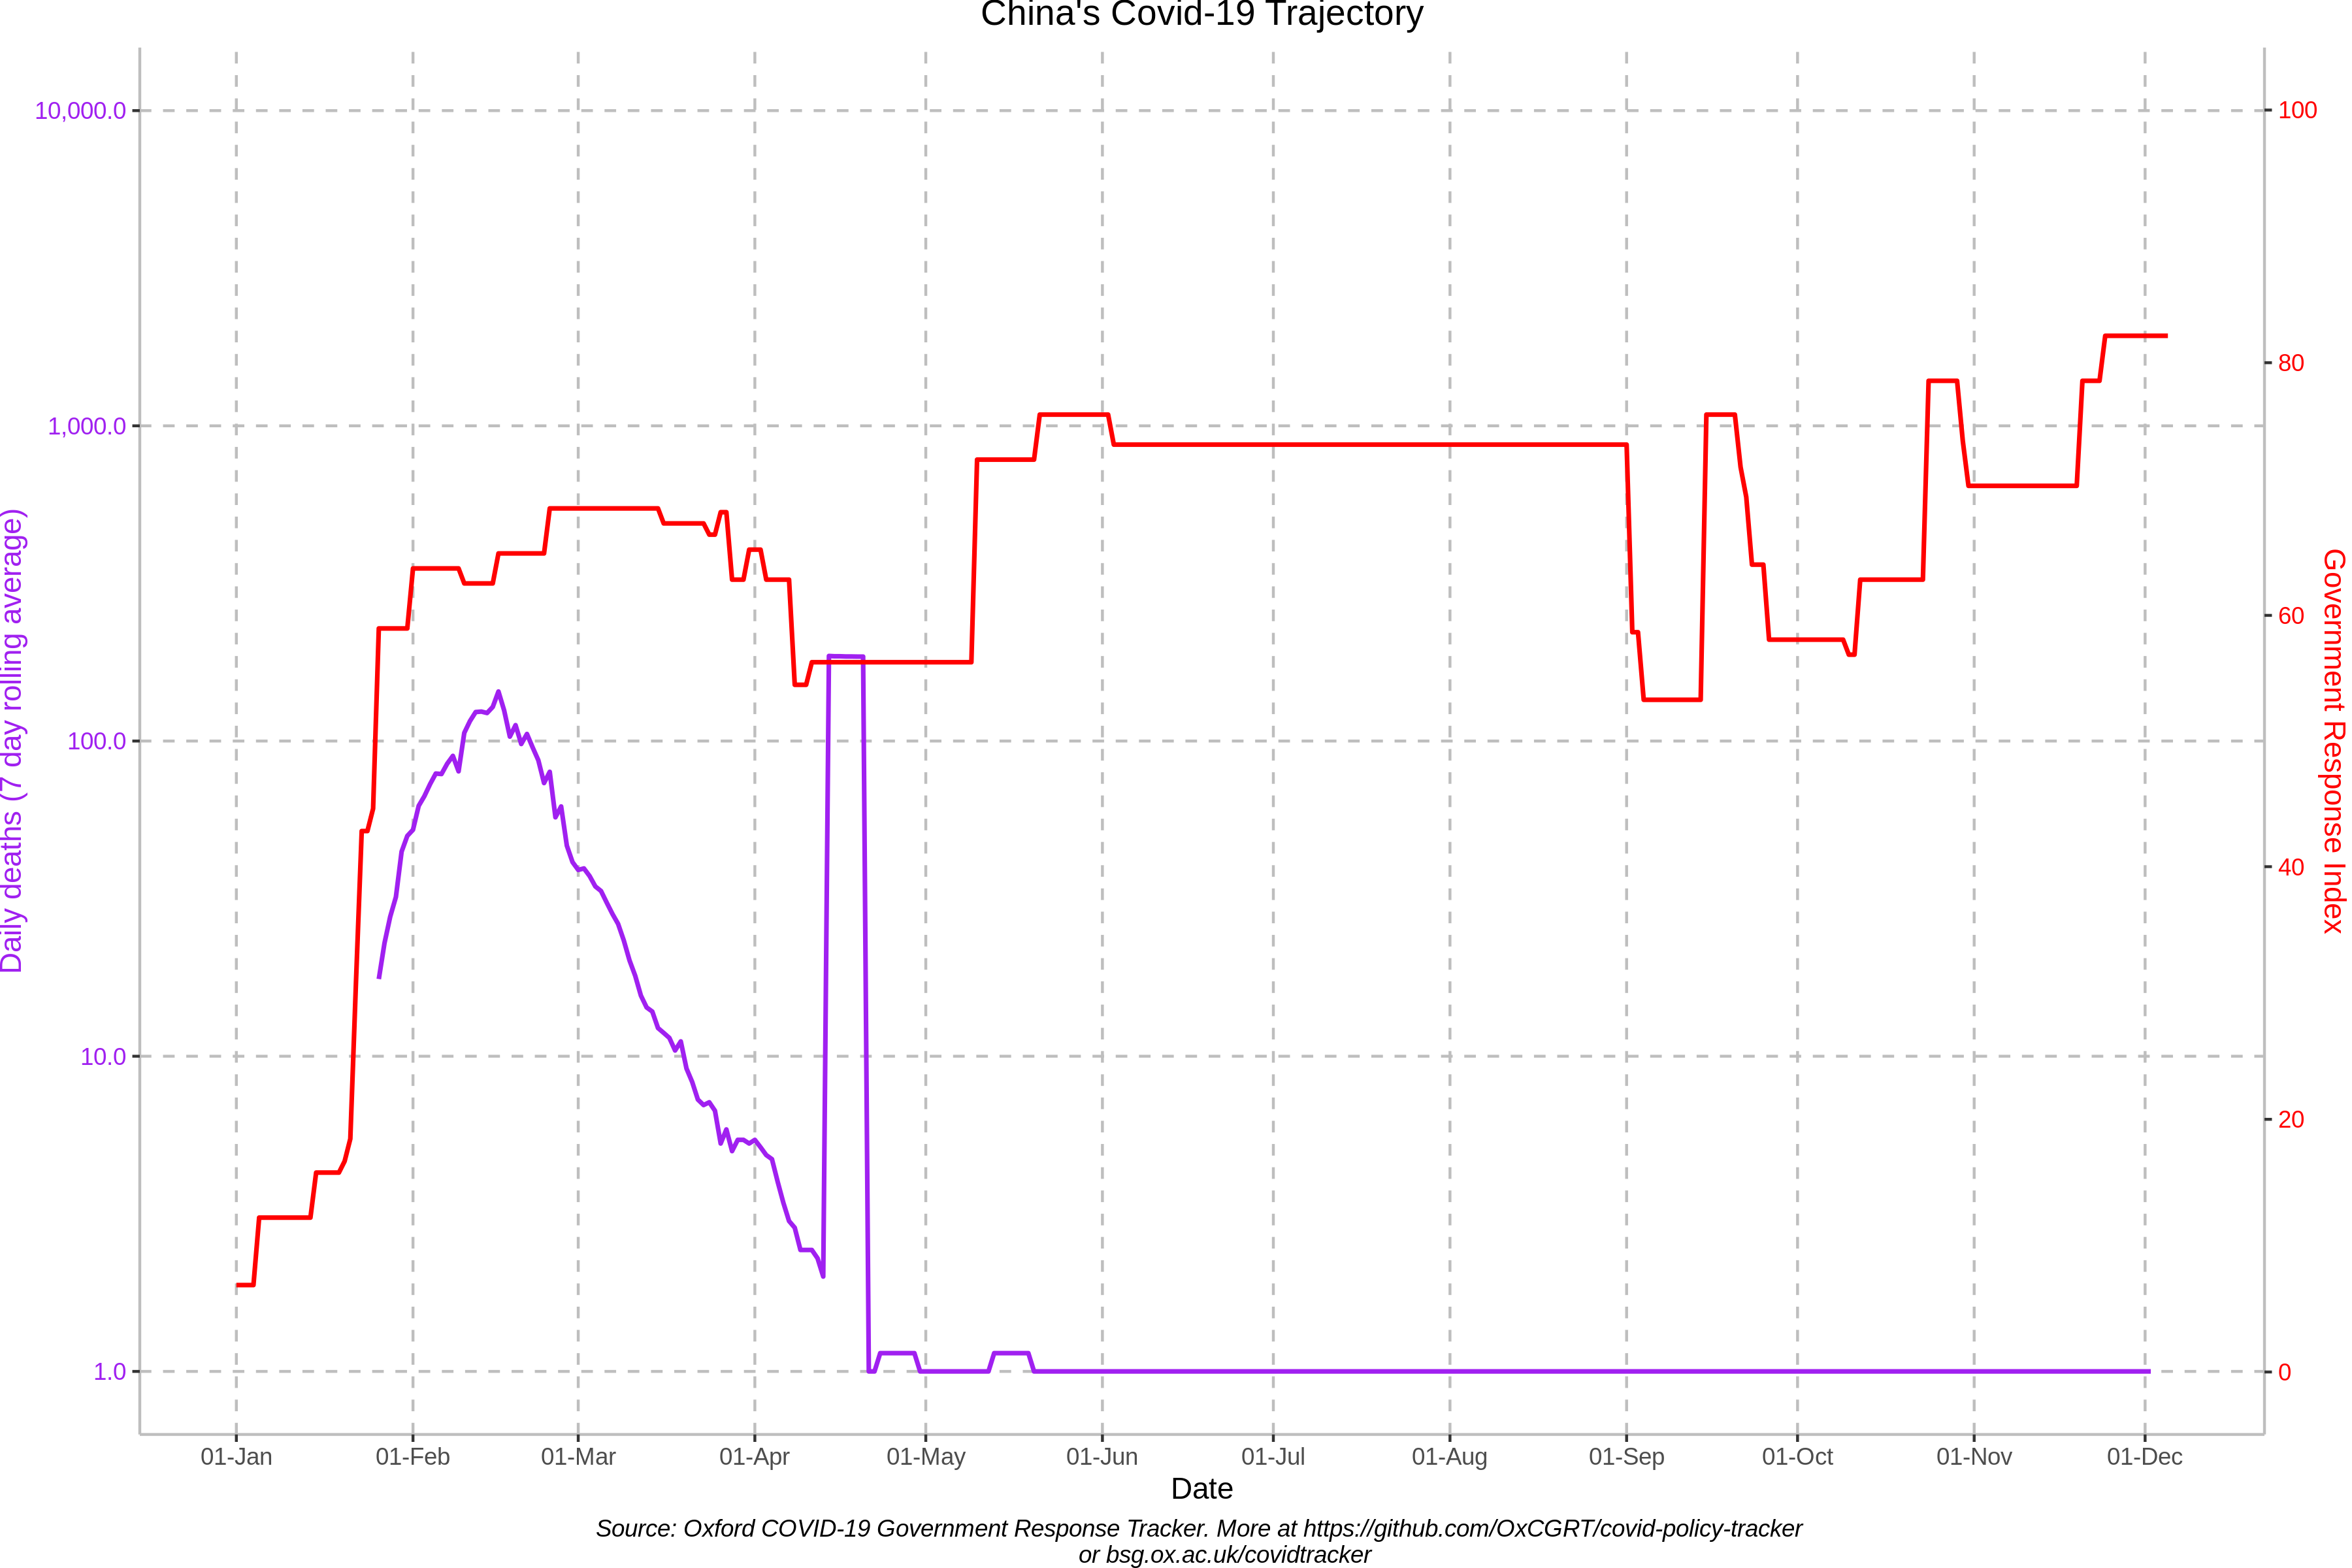 China's Covid-19 Trajectory
10,000.0
1,000.0
100.0
10.0
1.0
Daily deaths (7 day rolling average)
100
80
60
40
20
0
Government Response Index
01-Jan 01-Feb 01-Mar 01-Apr 01-May 01-Jun 01-Jul 01-Aug 01-Sep 01-Oct 01-Nov 01-Dec
Date
Source: Oxford COVID-19 Government Response Tracker. More at https://github.com/OxCGRT/covid-policy-tracker
or bsg.ox.ac.uk/covidtracker